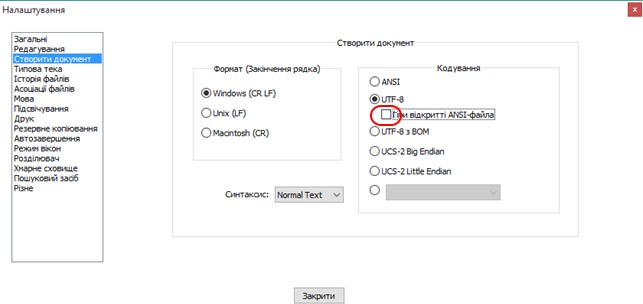 Налаштування
x
Загальні
Редагування
Створити документ
Типова тека
Історія файлів
Асоціації файлів
Мова
Підсвічування
Друк
Резервне копіювання
Автозавершення
Режим вікон
Розділювач
Хмарне сховище
Пошуковий засіб
Різне
Створити документ
Формат (Закінчення рядка)
Windows (CR LF)
Unix (LF)
Macintosh (CR)
Кодування
ANSI
UTF-8
При відкритті ANSI-файла
UTF-8 з BOM
UCS-2 Big Endian
UCS-2 Little Endian
Синтаксис:
Normal Text
Закрити